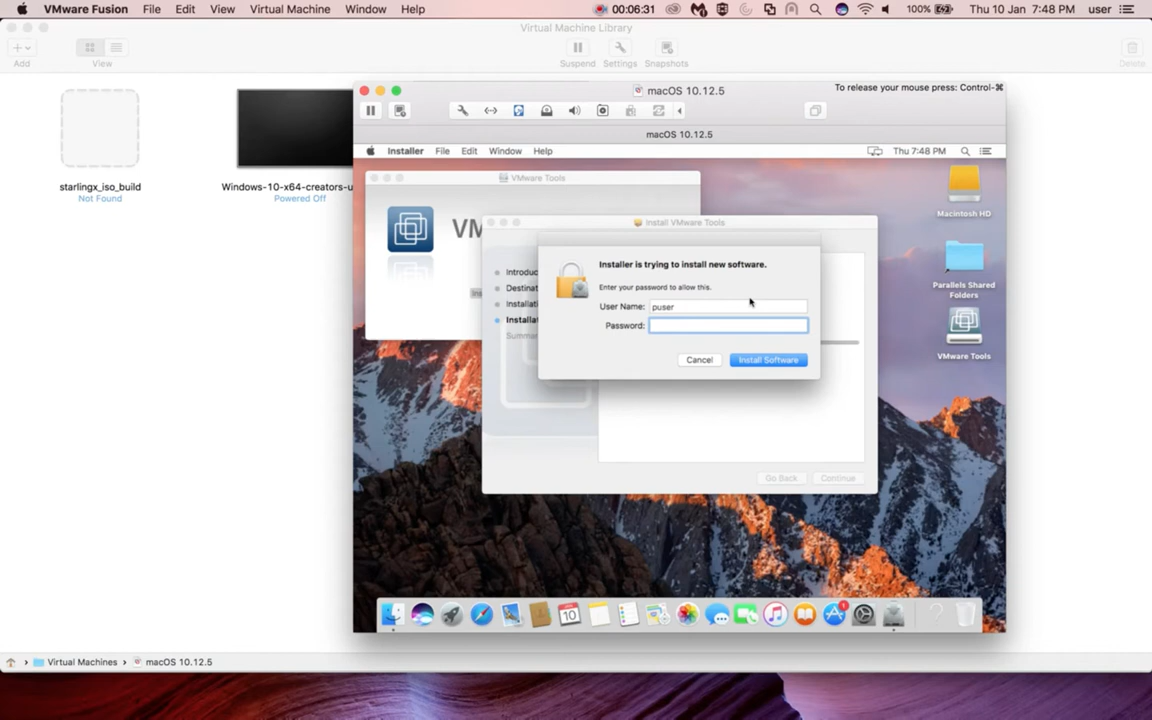 VMware Fusion File Edit View Virtual Machine Window Help 00:06:31 100% Thu 10 Jan 7:48 PM user
Virtual Machine Library
Add View Suspend Settings Snapshots Delete
macOS 10.12.5 To release your mouse press: Control-⌘
macOS 10.12.5
Installer File Edit Window Help Thu 7:48 PM
starlingx_iso_build
Not Found
Windows-10-x64-creators-u
Powered Off
VMware Tools
VM
Install VMware Tools
Introduc
Destinat
Installati
Installat
Summa
Ins
Installer is trying to install new software.
Enter your password to allow this.
User Name: puser
Password:
Cancel Install Software
Go Back Continue
Macintosh HD
Parallels Shared
Folders
VMware Tools
10
1
Virtual Machines macOS 10.12.5